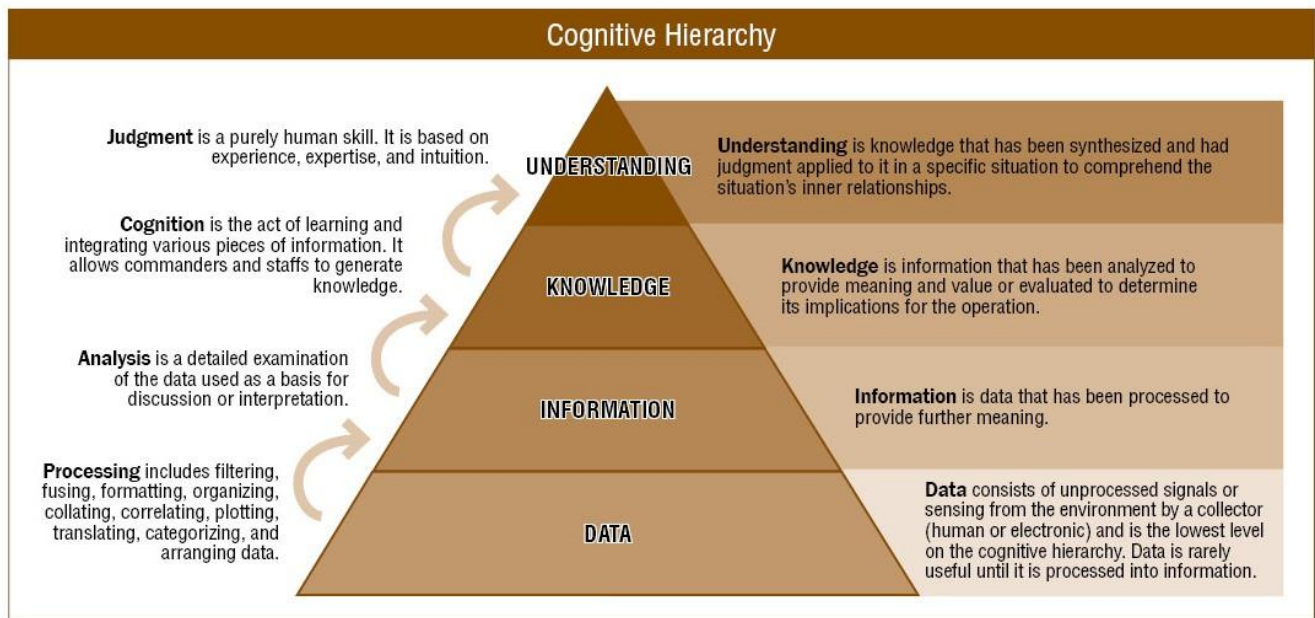 Cognitive Hierarchy
Judgment is a purely human skill. It is based on
experience, expertise, and intuition.
UNDERSTANDING
Understanding is knowledge that has been synthesized and had
judgment applied to it in a specific situation to comprehend the
situation’s inner relationships.
Cognition is the act of learning and
integrating various pieces of information. It
allows commanders and staffs to generate
knowledge.
KNOWLEDGE
Knowledge is information that has been analyzed to
provide meaning and value or evaluated to determine
its implications for the operation.
Analysis is a detailed examination
of the data used as a basis for
discussion or interpretation.
INFORMATION
Information is data that has been processed to
provide further meaning.
Processing includes filtering,
fusing, formatting, organizing,
collating, correlating, plotting,
translating, categorizing, and
arranging data.
DATA
Data consists of unprocessed signals or
sensing from the environment by a collector
(human or electronic) and is the lowest level
on the cognitive hierarchy. Data is rarely
useful until it is processed into information.